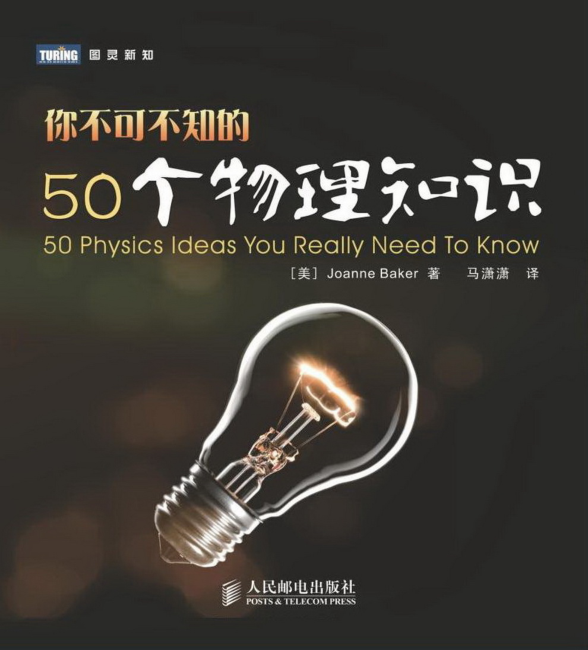 TURING 图灵新知
你不可不知的
50个物理知识
50 Physics Ideas You Really Need To Know
［美］ Joanne Baker 著 马潇潇 译
人民邮电出版社
POSTS & TELECOM PRESS